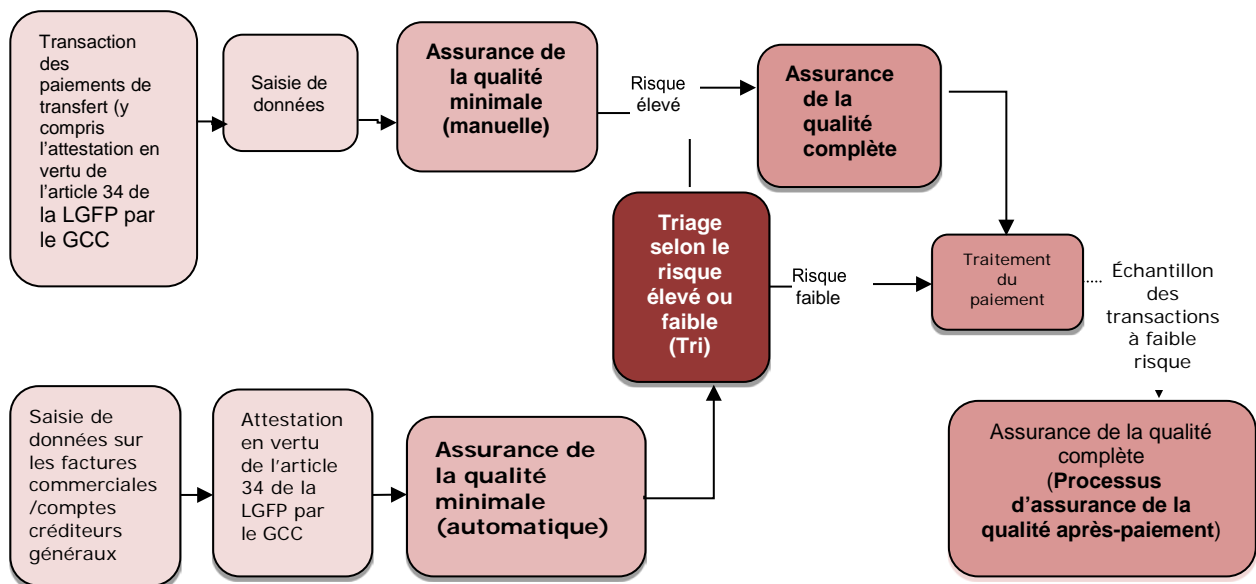 Transaction
des
paiements de
transfert (y
compris
l’attestation en
vertu de
l’article 34 de
la LGFP par
le GCC
Saisie de
données
Assurance de
la qualité
minimale
(manuelle)
Risque
élevé
Assurance
de la
qualité
complète
Triage
selon le
risque
élevé ou
faible
(Tri)
Risque
faible
Traitement
du
paiement
Échantillon
des
transactions
à faible
risque
Saisie de
données sur
les factures
commerciales
/comptes
créditeurs
généraux
Attestation
en vertu
de l’article
34 de la
LGFP par
le GCC
Assurance de
la qualité
minimale
(automatique)
Assurance de la qualité
complète
(Processus
d’assurance de la
qualité après-paiement)